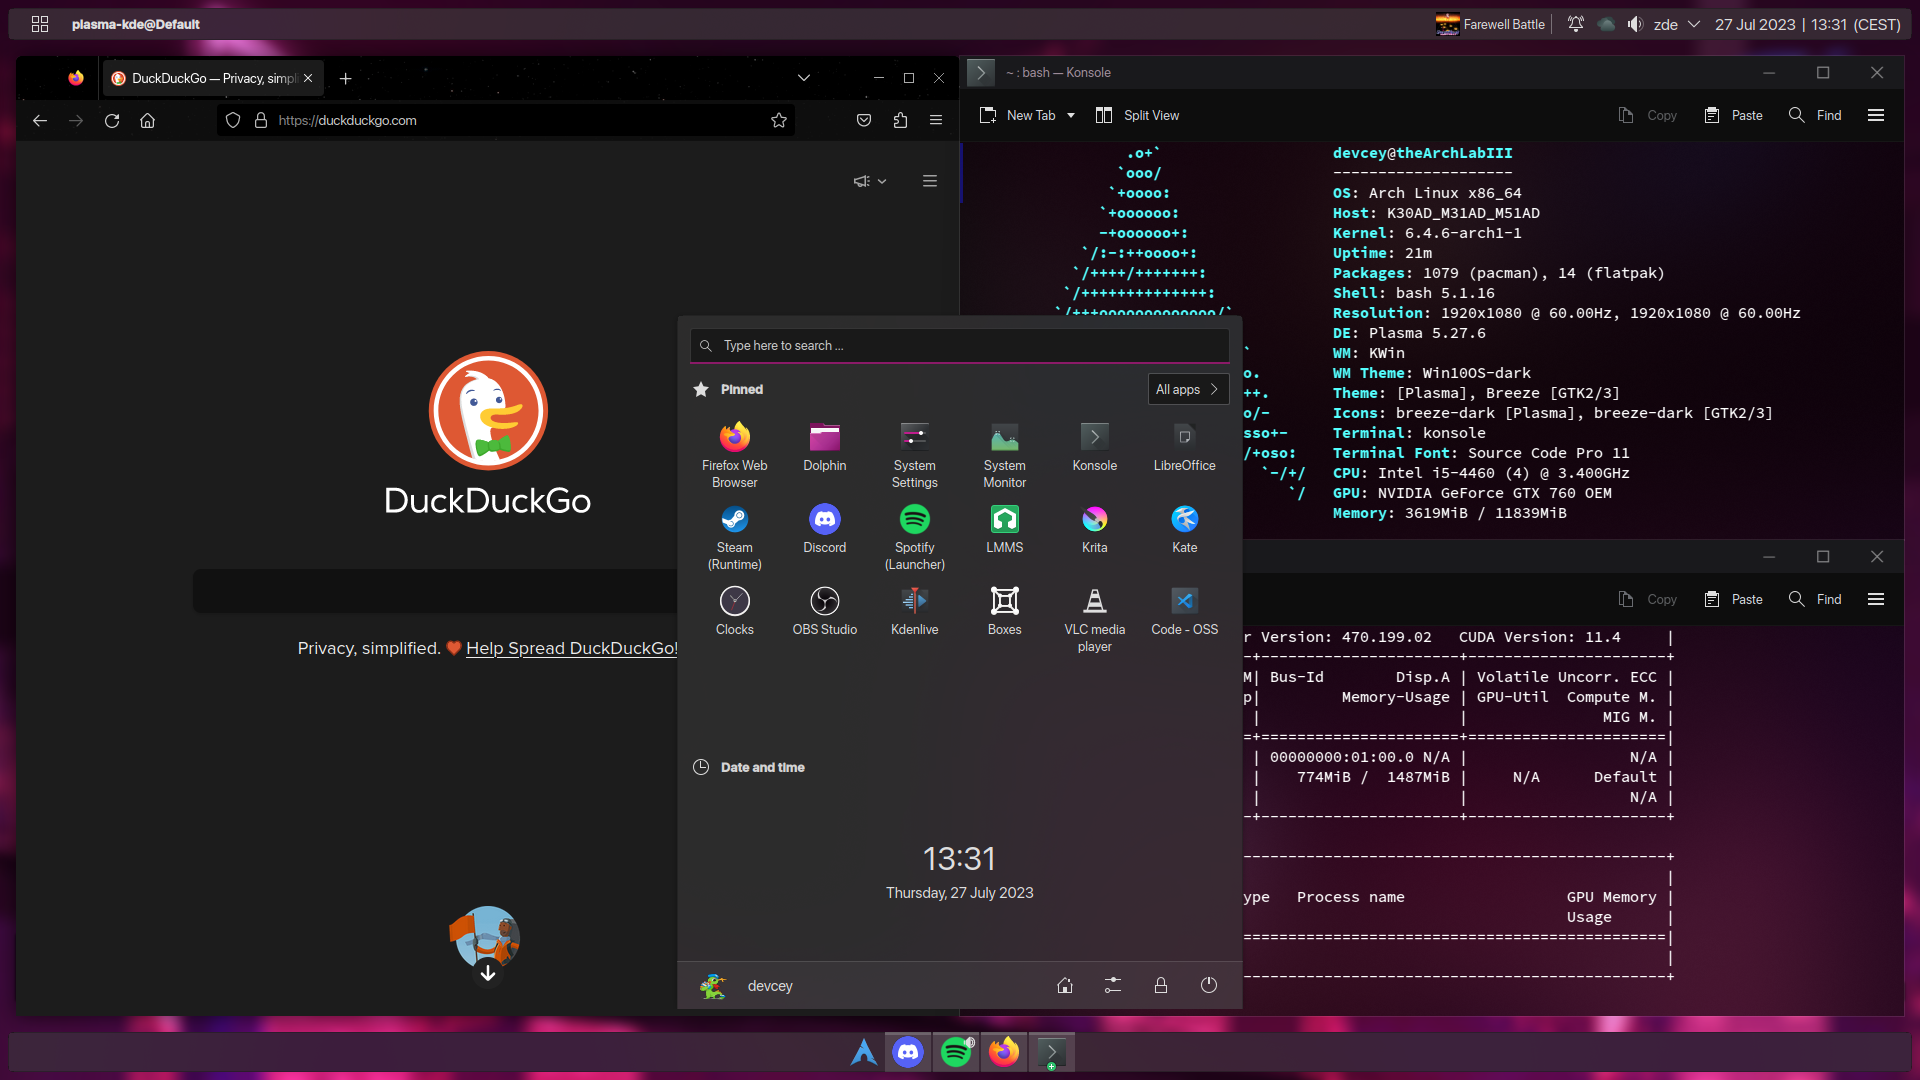 plasma-kde@Default
Farewell Battle
zde
27 Jul 2023 | 13:31 (CEST)
DuckDuckGo — Privacy, simpl
https://duckduckgo.com
DuckDuckGo
Privacy, simplified. Help Spread DuckDuckGo!
~ : bash — Konsole
New Tab
Split View
Copy
Paste
Find
.o+`
`ooo/
`+oooo:
`+oooooo:
-+oooooo+:
`/:-:++oooo+:
`/++++/+++++++:
`/++++++++++++++:
`/+++ooooooooooooo/`
`
o.
++.
o/-
sso+-
/+oso:
`-/+/
`/
devcey@theArchLabIII
--------------------
OS: Arch Linux x86_64
Host: K30AD_M31AD_M51AD
Kernel: 6.4.6-arch1-1
Uptime: 21m
Packages: 1079 (pacman), 14 (flatpak)
Shell: bash 5.1.16
Resolution: 1920x1080 @ 60.00Hz, 1920x1080 @ 60.00Hz
DE: Plasma 5.27.6
WM: KWin
WM Theme: Win10OS-dark
Theme: [Plasma], Breeze [GTK2/3]
Icons: breeze-dark [Plasma], breeze-dark [GTK2/3]
Terminal: konsole
Terminal Font: Source Code Pro 11
CPU: Intel i5-4460 (4) @ 3.400GHz
GPU: NVIDIA GeForce GTX 760 OEM
Memory: 3619MiB / 11839MiB
Type here to search ...
Pinned
All apps
Firefox Web Browser
Dolphin
System Settings
System Monitor
Konsole
LibreOffice
Steam (Runtime)
Discord
Spotify (Launcher)
LMMS
Krita
Kate
Clocks
OBS Studio
Kdenlive
Boxes
VLC media player
Code - OSS
Date and time
13:31
Thursday, 27 July 2023
devcey
Copy
Paste
Find
r Version: 470.199.02   CUDA Version: 11.4     |
-+----------------------+----------------------+
M| Bus-Id        Disp.A | Volatile Uncorr. ECC |
p|         Memory-Usage | GPU-Util  Compute M. |
|                      |               MIG M. |
=+======================+======================|
| 00000000:01:00.0 N/A |                  N/A |
|    774MiB /  1487MiB |     N/A      Default |
|                      |                  N/A |
-+----------------------+----------------------+
-----------------------------------------------+
|
ype   Process name                  GPU Memory |
Usage      |
===============================================|
|
-----------------------------------------------+